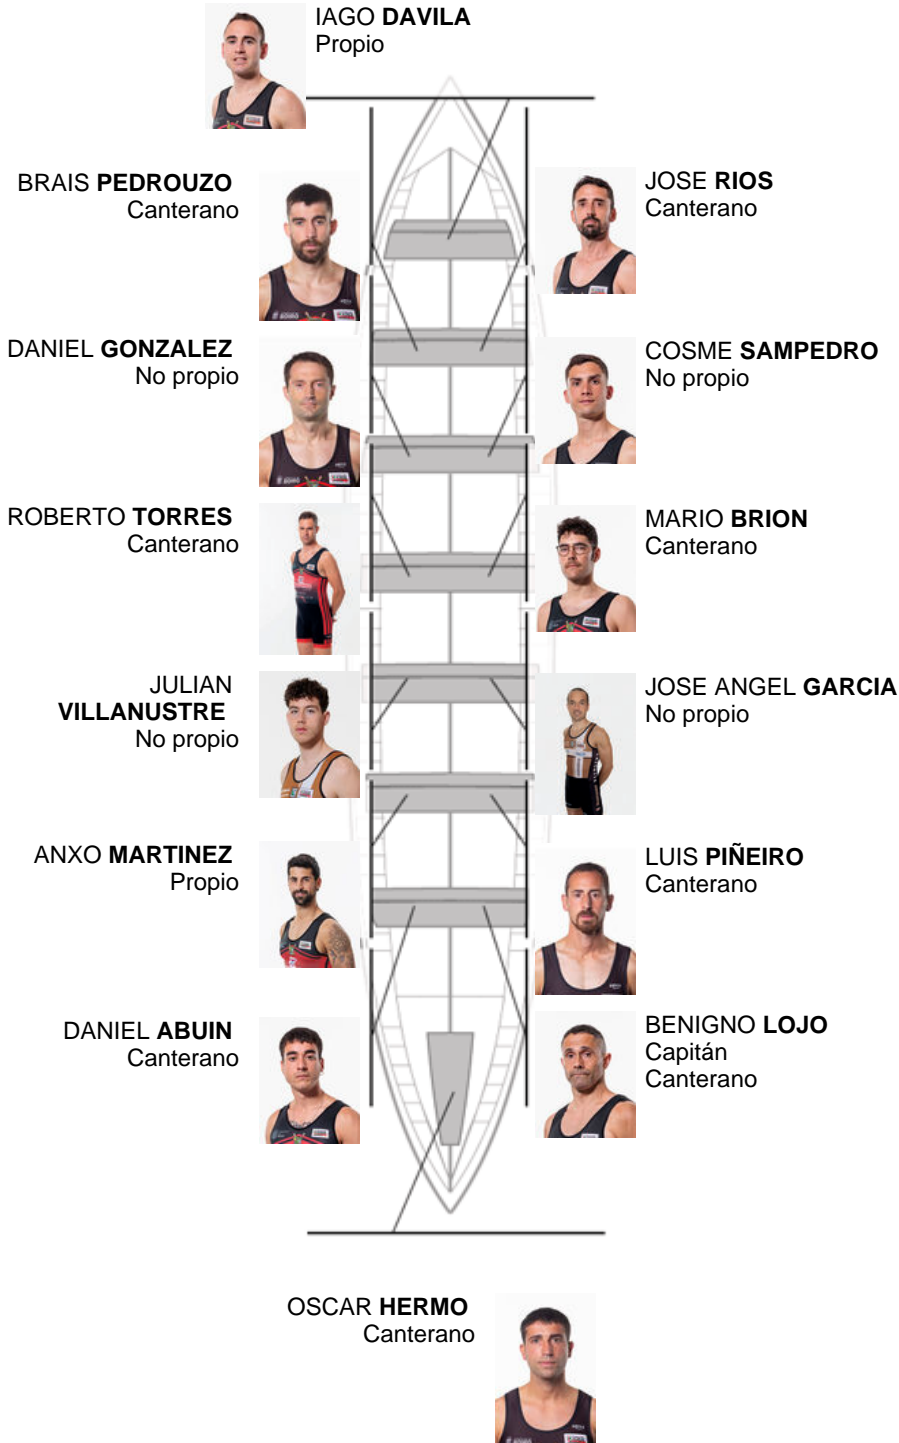 IAGO DAVILA
Propio
BRAIS PEDROUZO
Canterano
JOSE RIOS
Canterano
DANIEL GONZALEZ
No propio
COSME SAMPEDRO
No propio
ROBERTO TORRES
Canterano
MARIO BRION
Canterano
JULIAN
VILLANUSTRE
No propio
JOSE ANGEL GARCIA
No propio
ANXO MARTINEZ
Propio
LUIS PIÑEIRO
Canterano
DANIEL ABUIN
Canterano
BENIGNO LOJO
Capitán
Canterano
OSCAR HERMO
Canterano